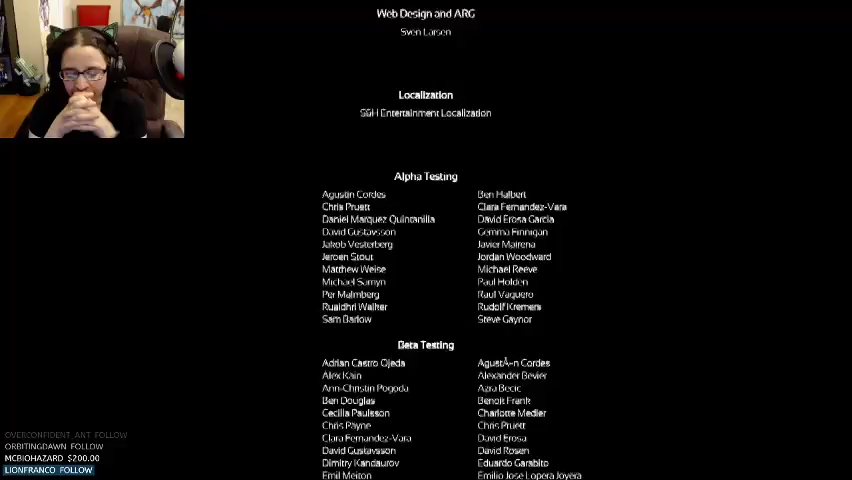 Web Design and ARG
Sven Larsen
Localization
S&H Entertainment Localization
Alpha Testing
Agustin Cordes Ben Halbert
Chris Pruett Clara Fernandez-Vara
Daniel Marquez Quintanilla David Erosa Garcia
David Gustavsson Gemma Finnigan
Jakob Vesterberg Javier Mairena
Jeroen Stout Jordan Woodward
Matthew Weise Michael Reeve
Michael Samyn Paul Holden
Per Malmberg Raul Vaquero
Ruaidhri Walker Rudolf Kremers
Sam Barlow Steve Gaynor
Beta Testing
Adrian Castro Ojeda AgustÃ-n Cordes
Alex Kain Alexander Bevier
Ann-Christin Pogoda Azra Becic
Ben Douglas Benoit Frank
Cecilia Paulsson Charlotte Medler
Chris Payne Chris Pruett
Clara Fernandez-Vara David Erosa
David Gustavsson David Rosen
Dimitry Kandaurov Eduardo Garabito
Emil Meiton Emilio Jose Lopera Joyera
OVERCONFIDENT_ANT FOLLOW
ORBITINGDAWN FOLLOW
MCBIOHAZARD $200.00
LIONFRANCO FOLLOW